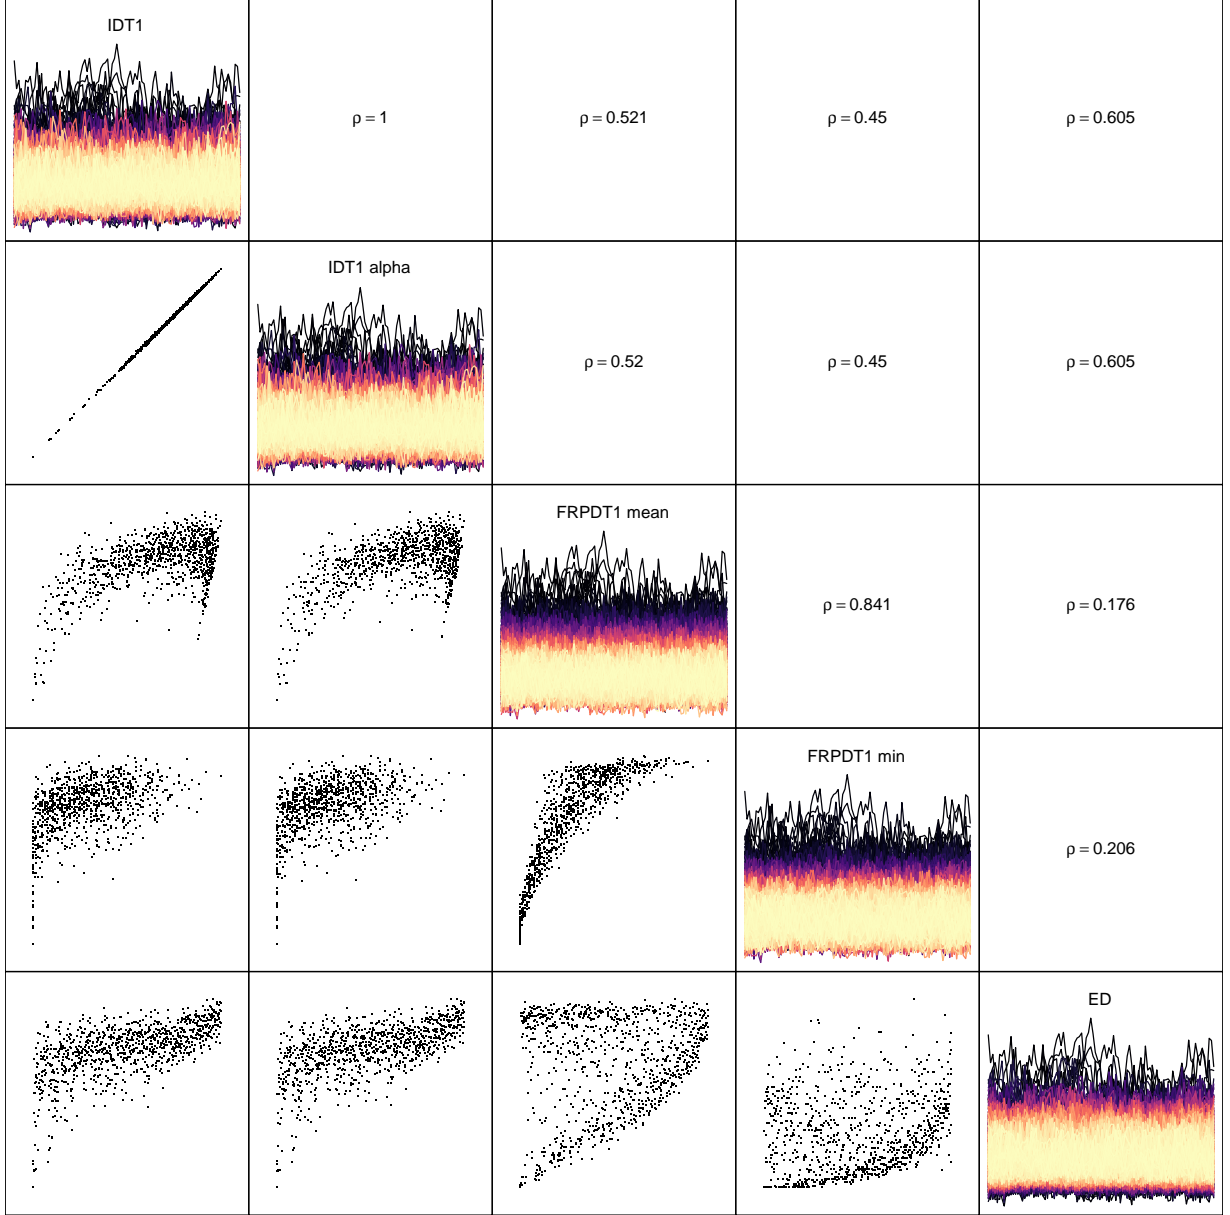 IDT1
ρ = 1
ρ = 0.521
ρ = 0.45
ρ = 0.605
IDT1 alpha
ρ = 0.52
ρ = 0.45
ρ = 0.605
FRPDT1 mean
ρ = 0.841
ρ = 0.176
FRPDT1 min
ρ = 0.206
ED